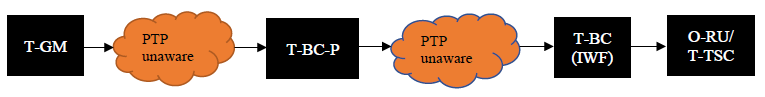 T-GM
PTP
unaware
T-BC-P
PTP
unaware
T-BC
(IWF)
O-RU/
T-TSC